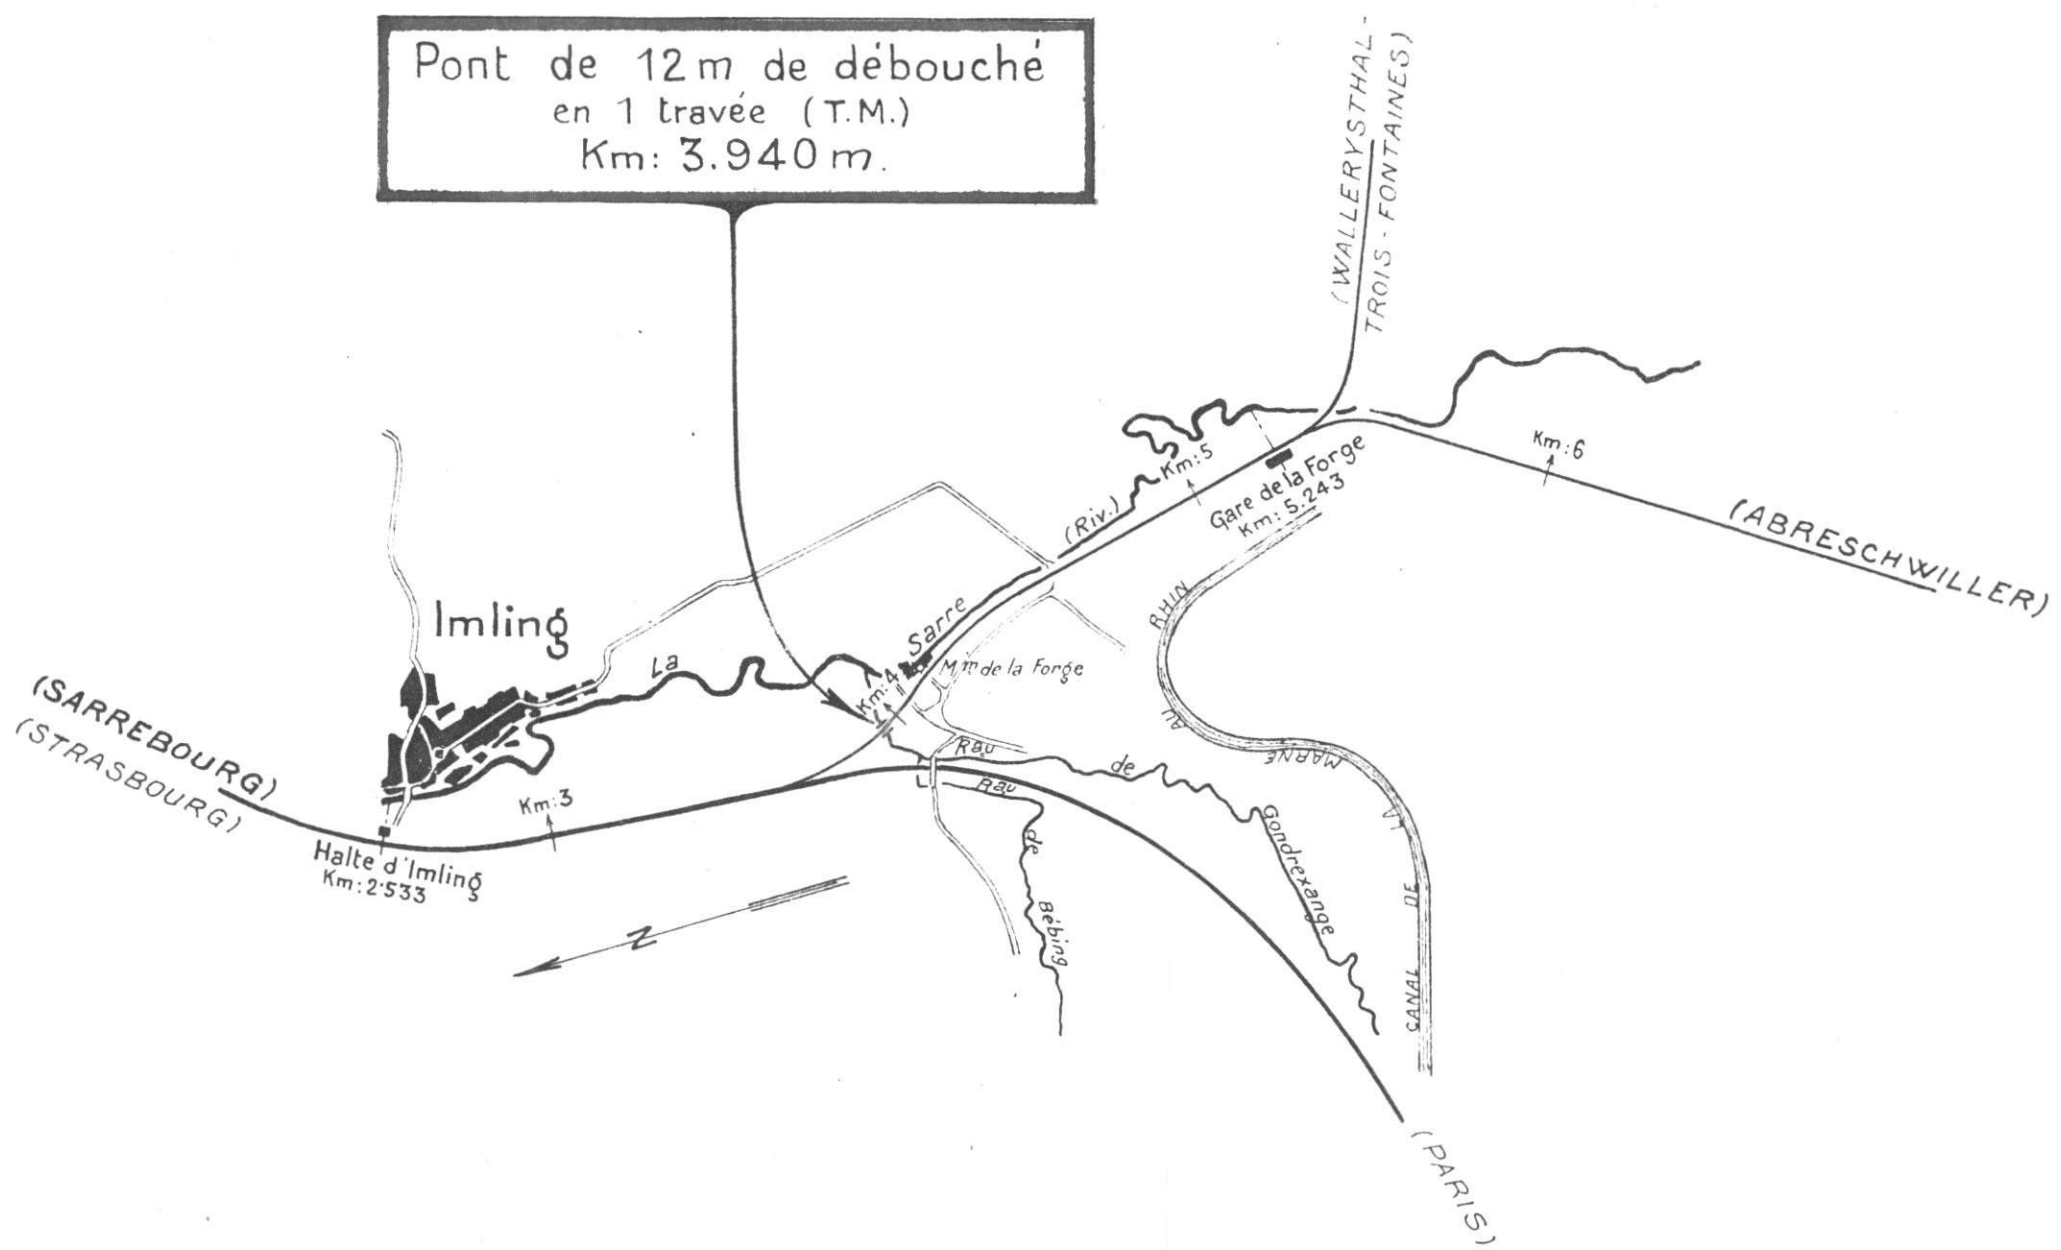 Pont de 12m de débouché
en 1 travée (T.M.)
Km: 3.940 m.
(WALLERYSTHAL-
TROIS-FONTAINES)
Km:6
(ABRESCHWILLER)
Km:5
Gare de la Forge
Km: 5.243
(Riv.)
Sarre
La
Imling
Km:4
Mⁱⁿ de la Forge
(SARREBOURG)
(STRASBOURG)
Km:3
Halte d'Imling
Km:2.533
N
Rau
de
Gondrexange
Rau
de
Bébing
CANAL DE LA MARNE AU RHIN
(PARIS)